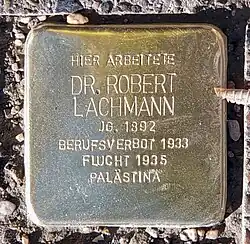 HIER ARBEITETE
DR. ROBERT
LACHMANN
JG. 1892
BERUFSVERBOT 1933
FLUCHT 1935
PALÄSTINA